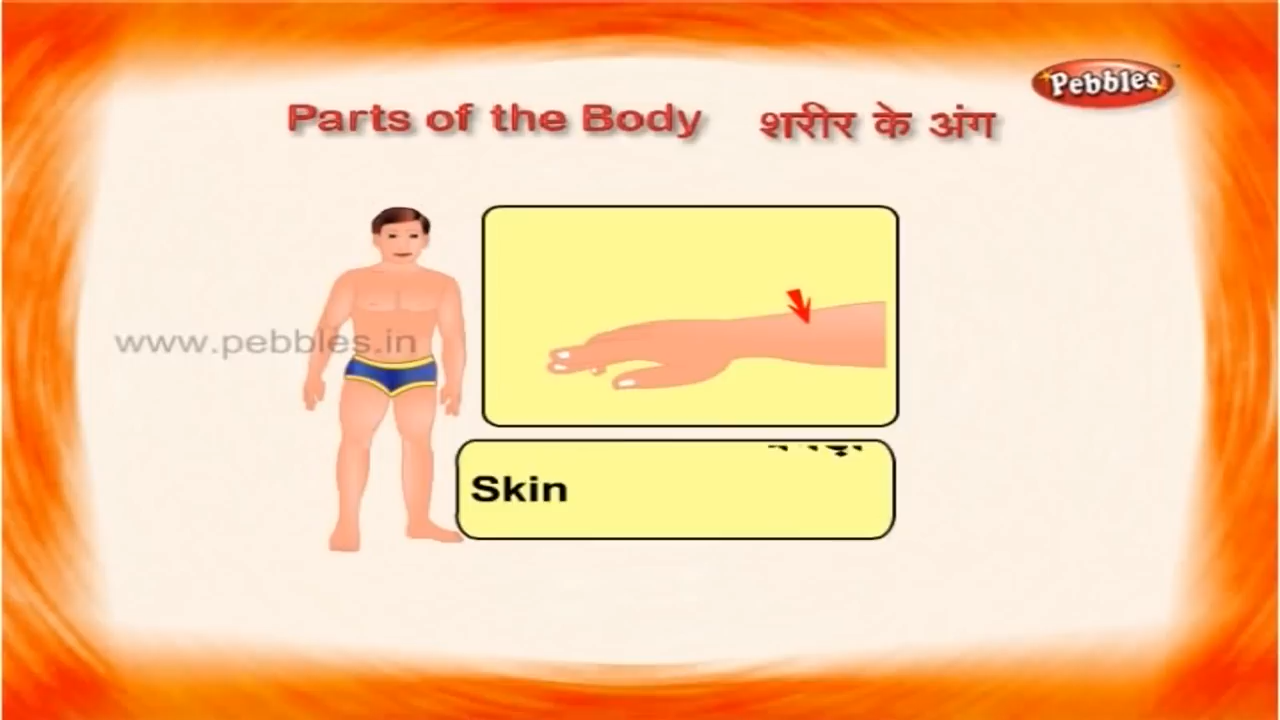 Pebbles
Parts of the Body शरीर के अंग
www.pebbles.in
Skin